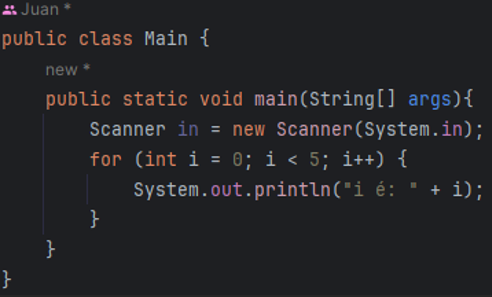 Juan *
public class Main {
new *
public static void main(String[] args){
Scanner in = new Scanner(System.in);
for (int i = 0; i < 5; i++) {
System.out.println("i é: " + i);
}
}
}